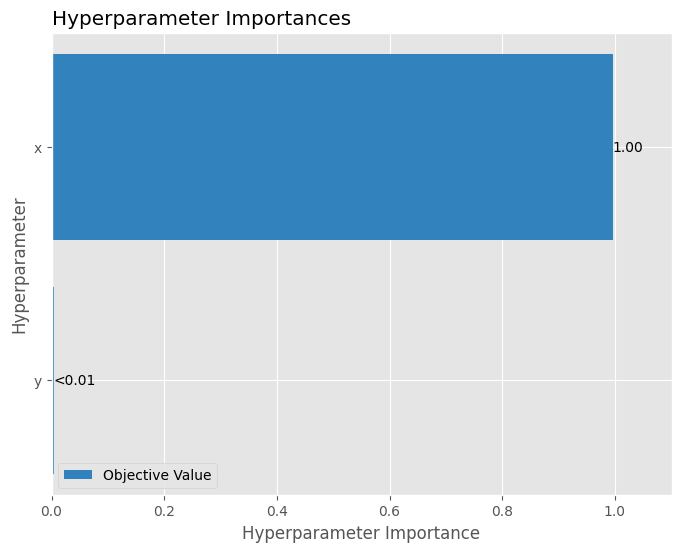 Hyperparameter Importances
Hyperparameter
x
1.00
y
<0.01
Objective Value
0.0
0.2
0.4
0.6
0.8
1.0
Hyperparameter Importance